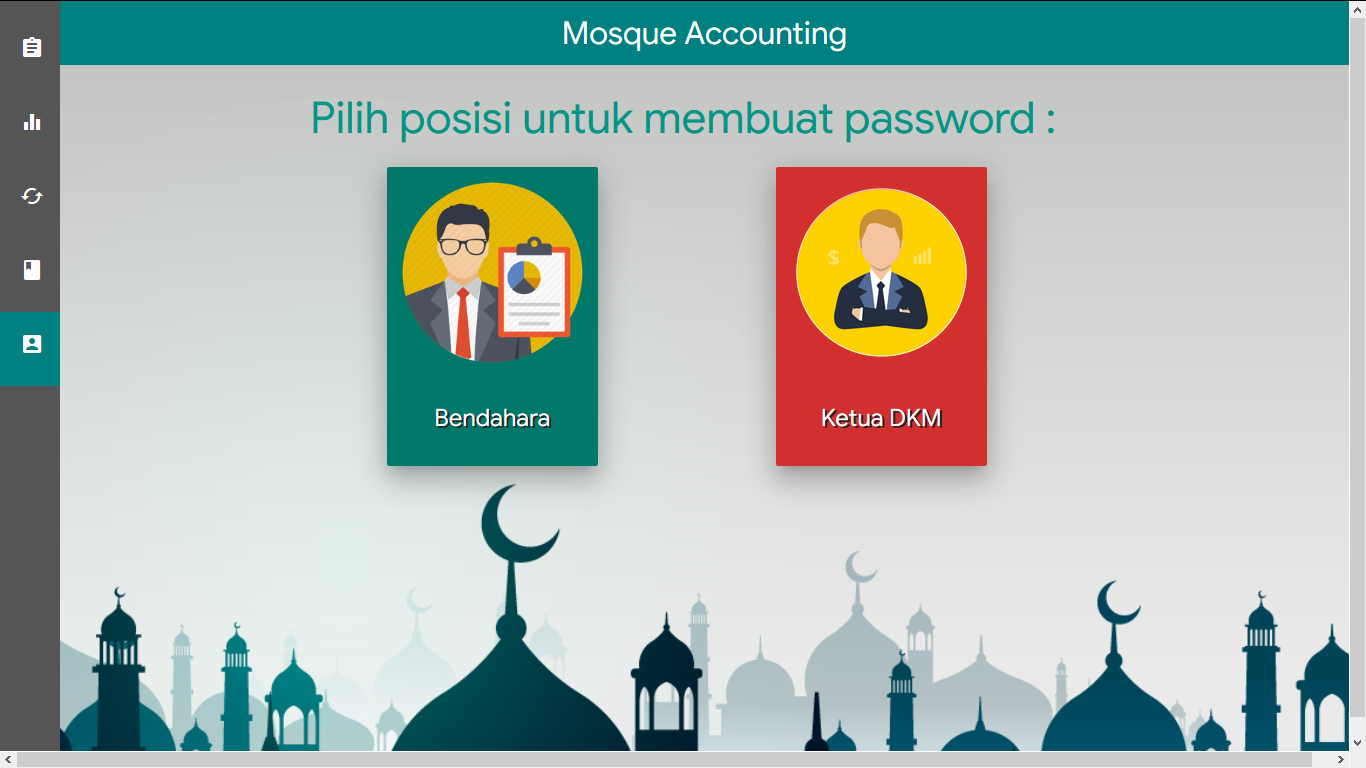 Mosque Accounting
Pilih posisi untuk membuat password :
Bendahara
Ketua DKM